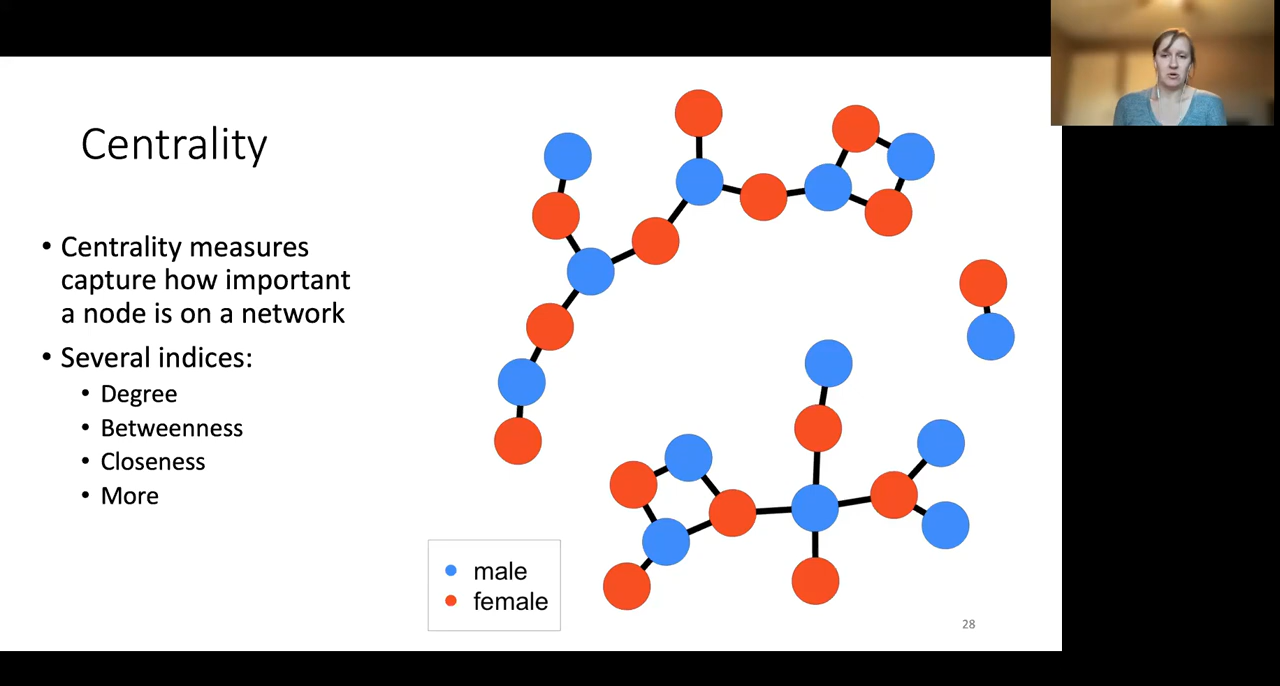 Centrality
• Centrality measures
capture how important
a node is on a network
• Several indices:
• Degree
• Betweenness
• Closeness
• More
male
female
28